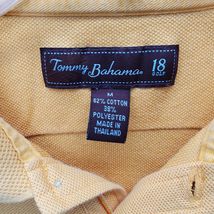 Tommy Bahama 18
GOLF
M
62% COTTON
38%
POLYESTER
MADE IN
THAILAND